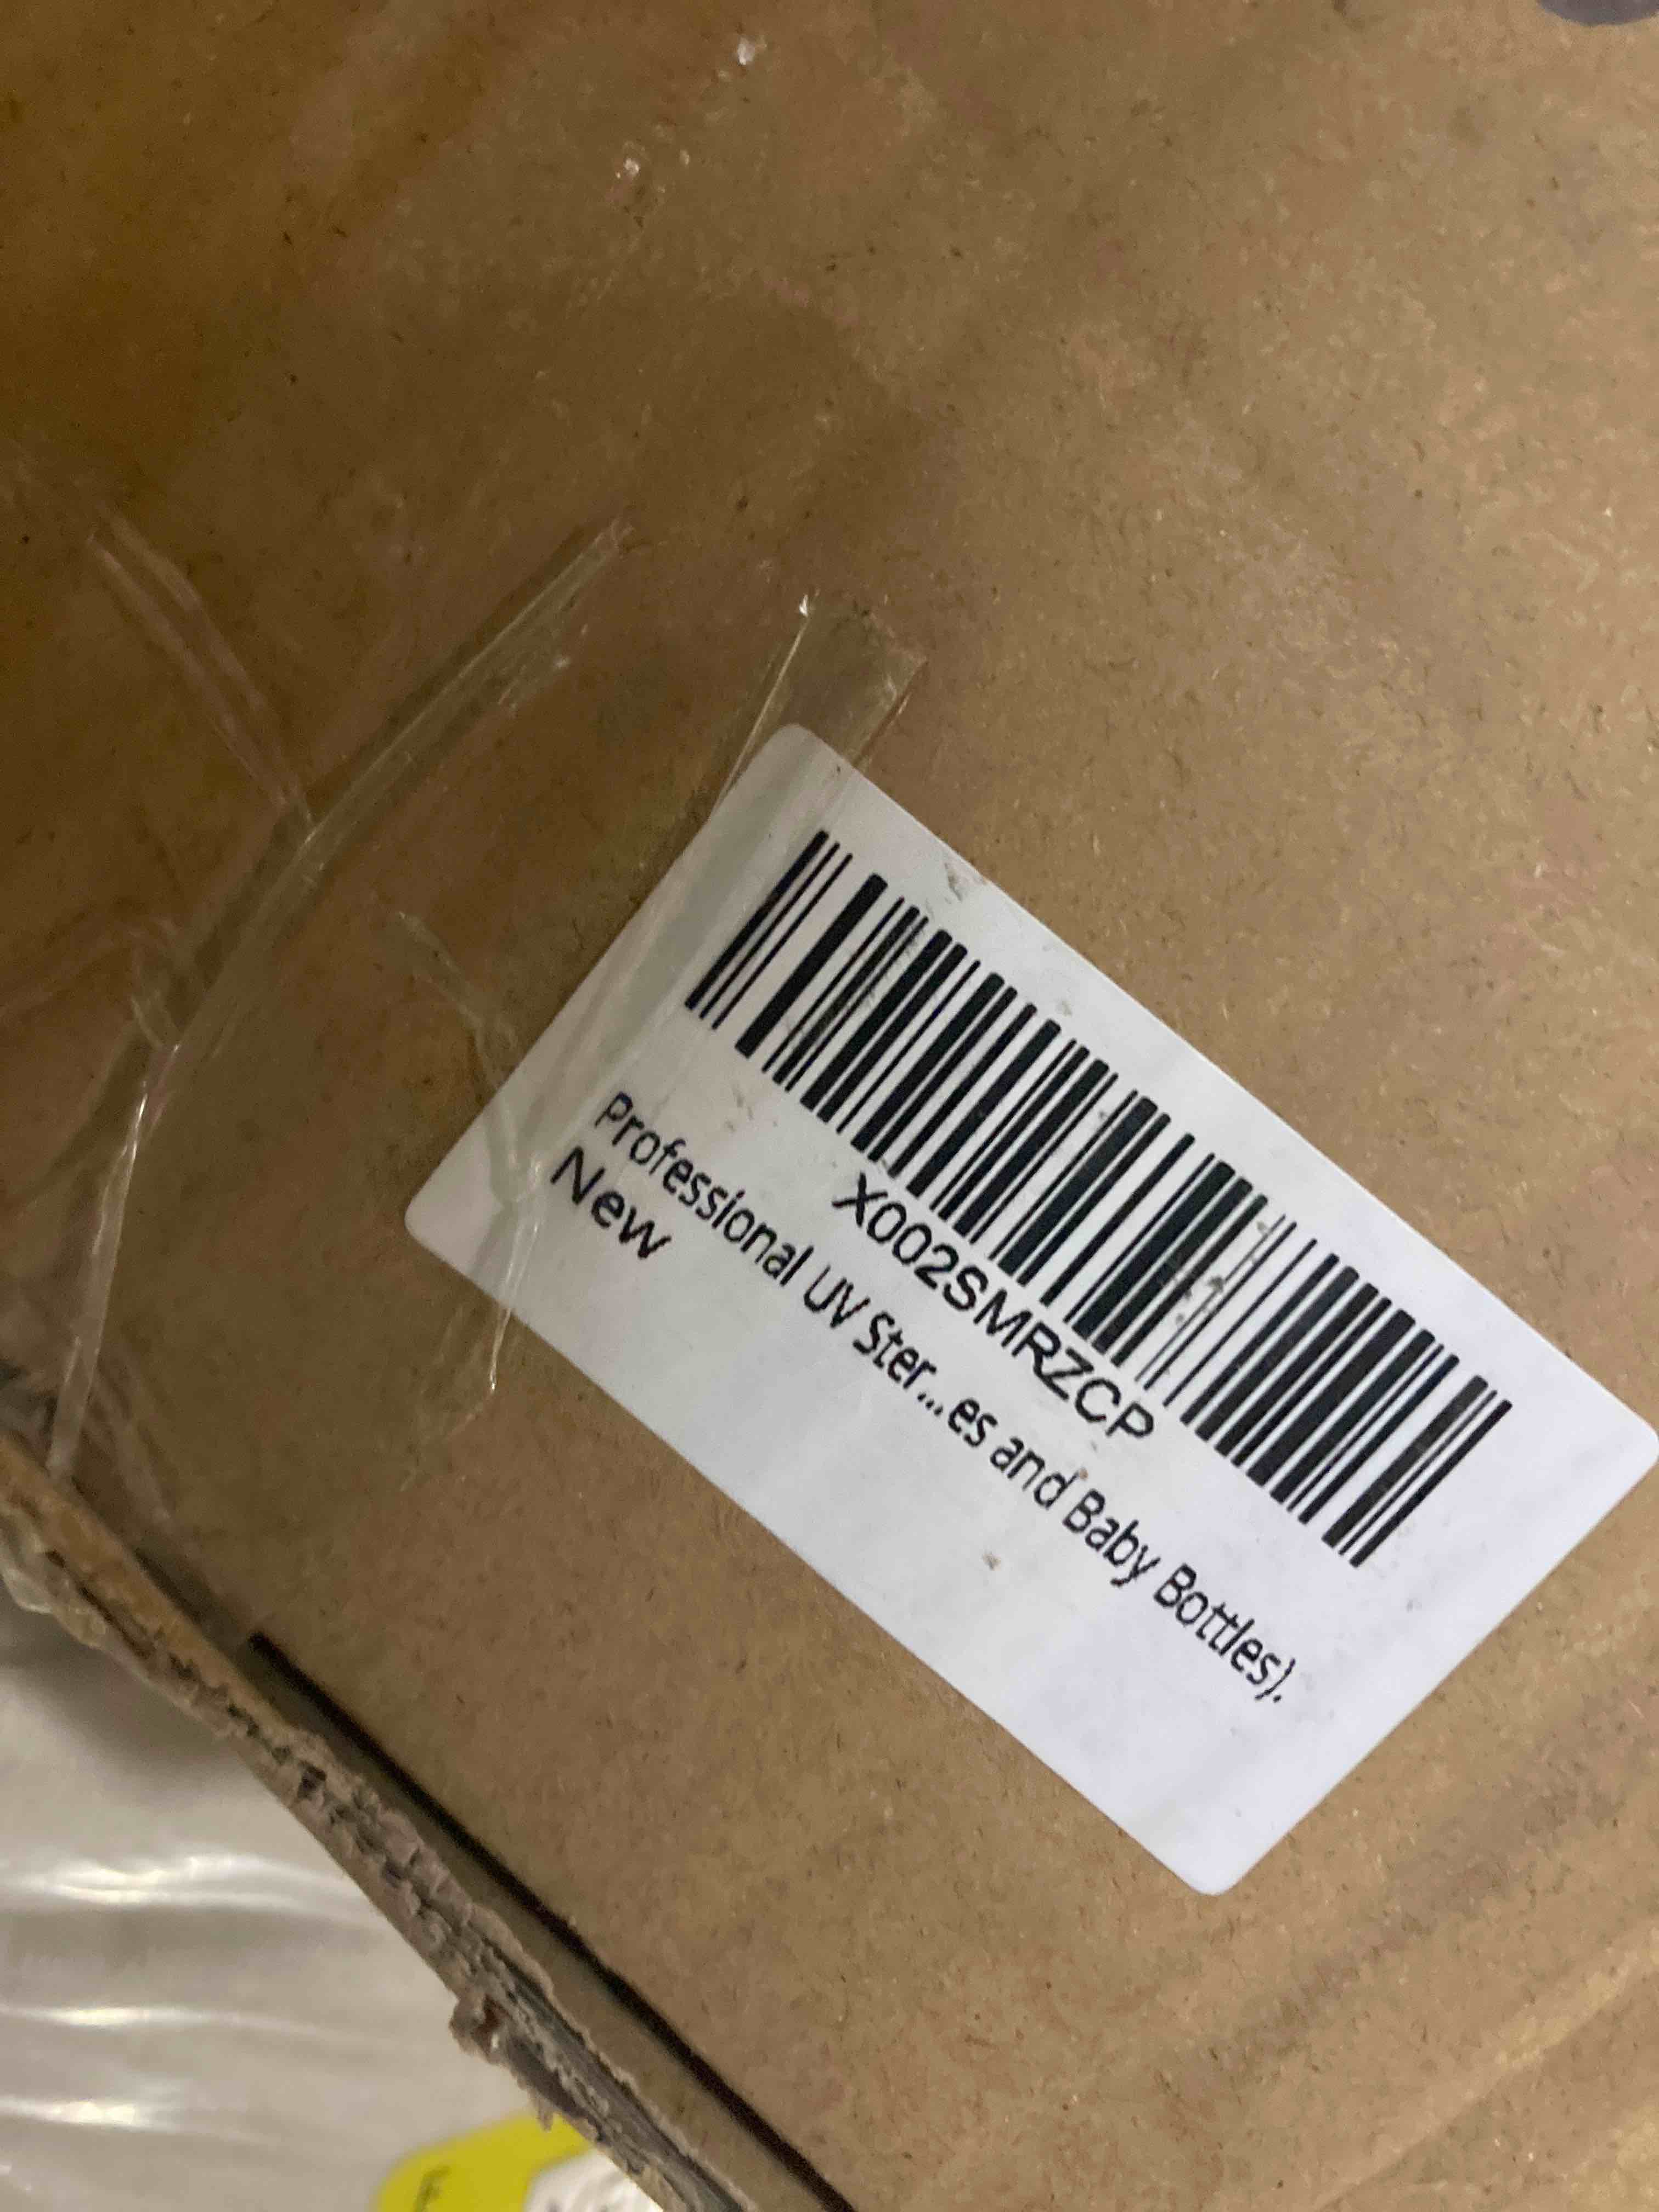 X002SMRZCP
Professional UV Ster...es and Baby Bottles).
New